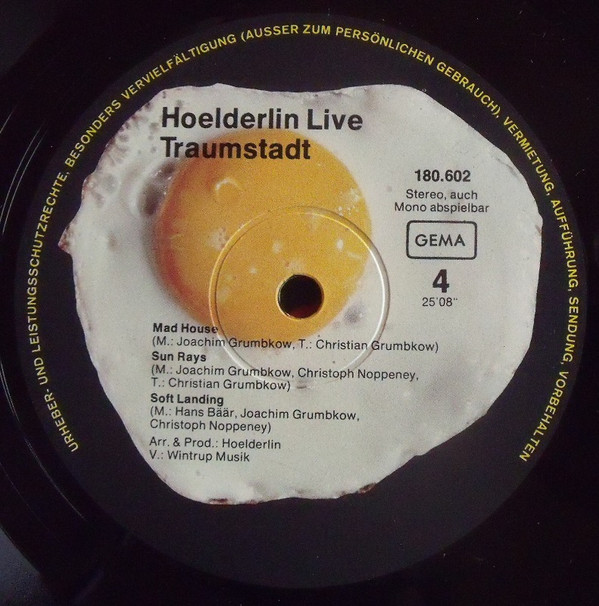 URHEBER- UND LEISTUNGSSCHUTZRECHTE, BESONDERS VERVIELFÄLTIGUNG (AUSSER ZUM PERSÖNLICHEN GEBRAUCH), VERMIETUNG, AUFFÜHRUNG, SENDUNG, VORBEHALTEN
Hoelderlin Live
Traumstadt
180.602
Stereo, auch
Mono abspielbar
GEMA
4
25'08"
Mad House
(M.: Joachim Grumbkow, T.: Christian Grumbkow)
Sun Rays
(M.: Joachim Grumbkow, Christoph Noppeney,
T.: Christian Grumbkow)
Soft Landing
(M.: Hans Bäär, Joachim Grumbkow,
Christoph Noppeney)
Arr. & Prod.: Hoelderlin
V.: Wintrup Musik